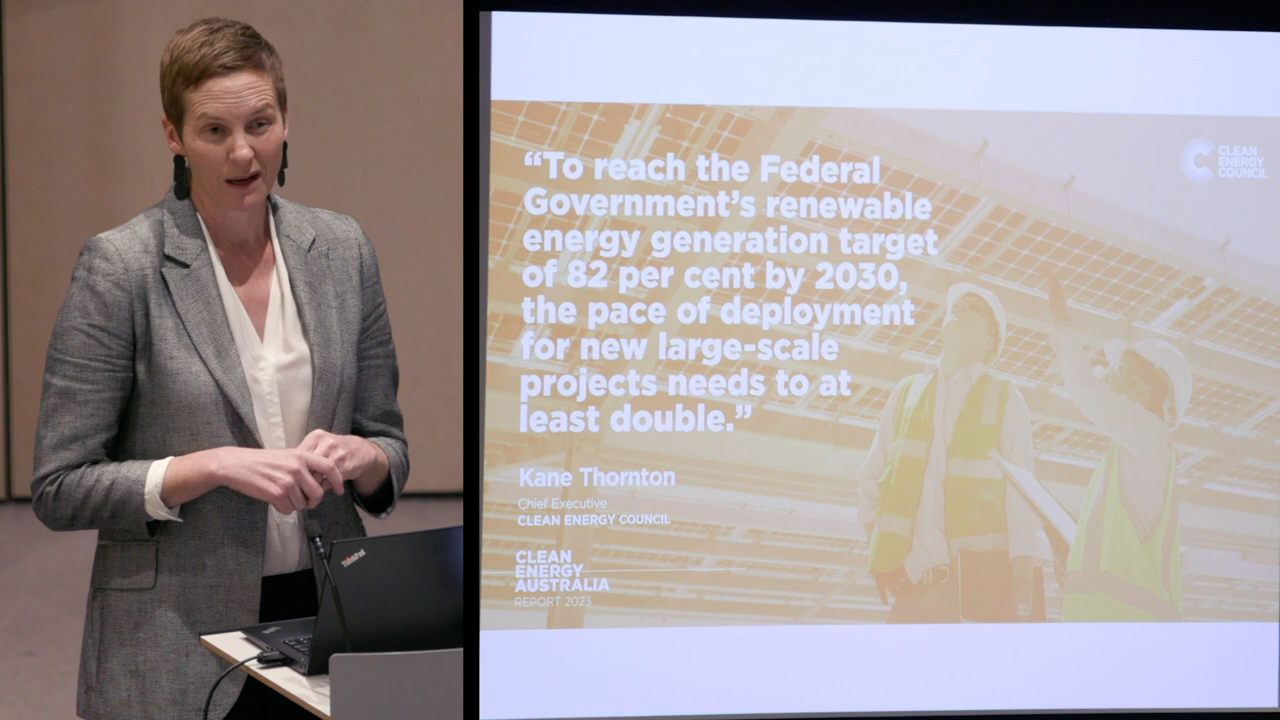 “To reach the Federal
Government’s renewable
energy generation target
of 82 per cent by 2030,
the pace of deployment
for new large-scale
projects needs to at
least double.”
Kane Thornton
Chief Executive
CLEAN ENERGY COUNCIL
CLEAN
ENERGY
AUSTRALIA
REPORT 2023
CLEAN
ENERGY
COUNCIL
ThinkPad